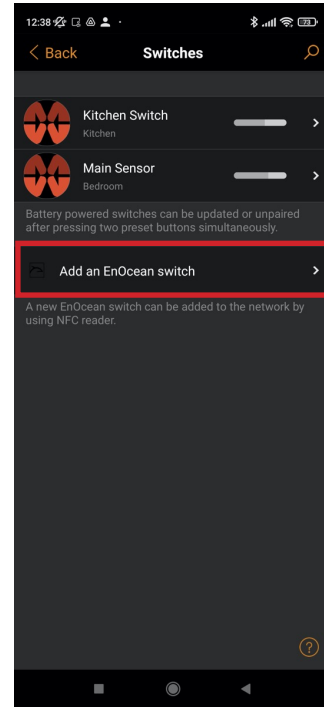 12:38
73
Back
Switches
Kitchen Switch
Kitchen
Main Sensor
Bedroom
Battery powered switches can be updated or unpaired
after pressing two preset buttons simultaneously.
Add an EnOcean switch
A new EnOcean switch can be added to the network by
using NFC reader.
?